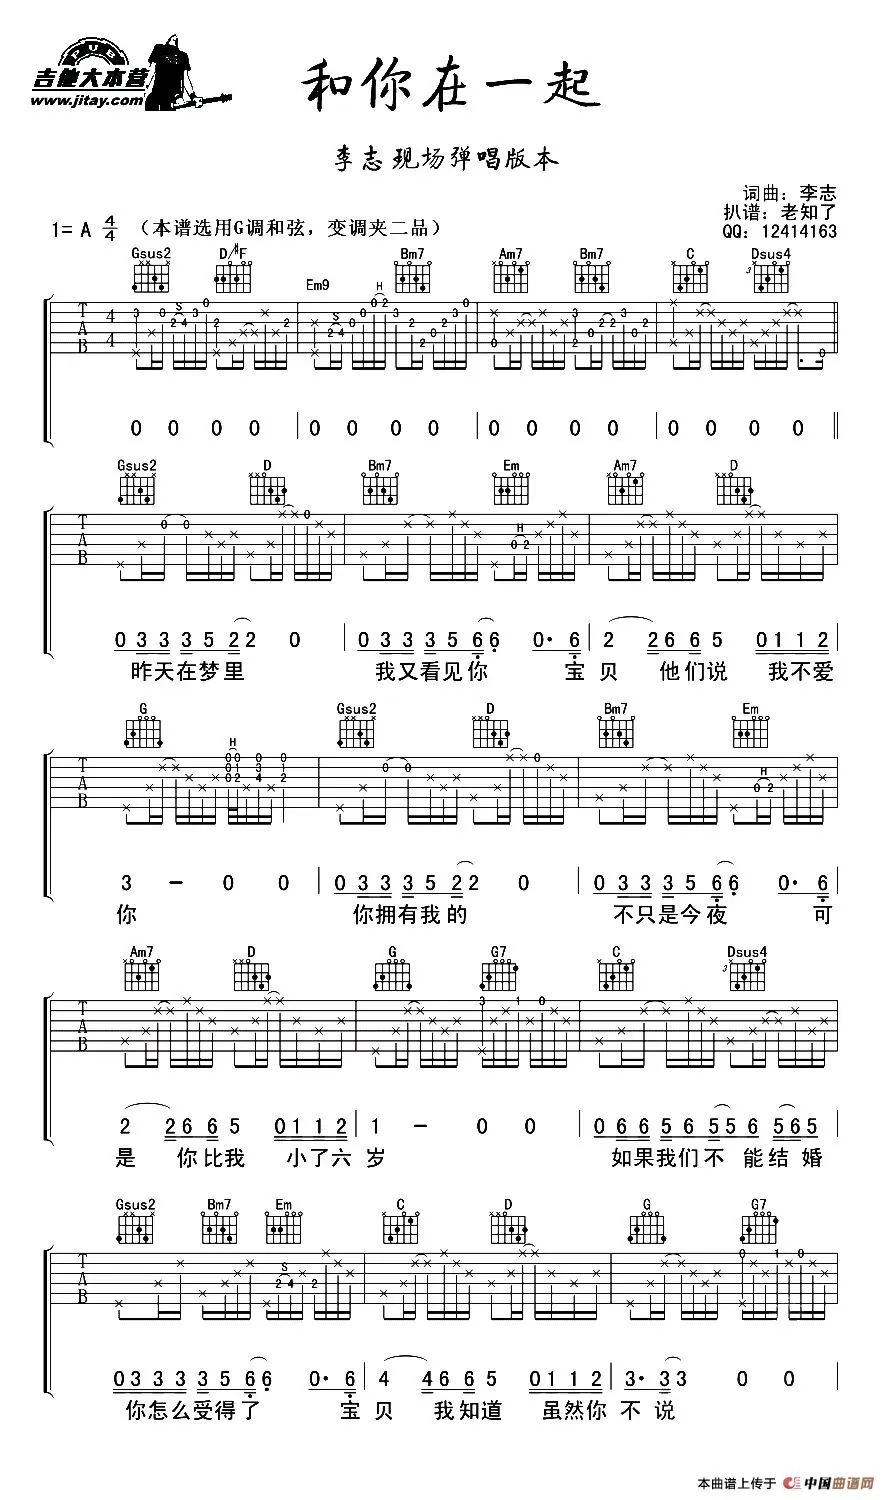 PUB
吉他大本营
www.jitay.com
和你在一起
李志现场弹唱版本
词曲：李志
1= A 4/4 （本谱选用G调和弦，变调夹二品）
扒谱：老知了
QQ：12414163
Gsus2 D/#F Em9 Bm7 Am7 Bm7 C Dsus4
0 0 0 0 | 0 0 0 0 | 0 0 0 0 | 0 0 0 0
Gsus2 D Bm7 Em Am7 D
0 3 3 3 5 2 2 0 | 0 3 3 3 5 6 6 0· 6 | 2 2 6 6 5 0 1 1 2
昨天在梦里 我又看见你 宝贝 他们说 我不爱
G Gsus2 D Bm7 Em
3 – 0 0 | 0 3 3 3 5 2 2 0 | 0 3 3 3 5 6 6 0· 6
你 你拥有我的 不只是今夜 可
Am7 D G G7 C Dsus4
2 2 6 6 5 0 1 1 2 | 1 – 0 0 | 0 6 6 5 6 5 5 6 5 6 5
是 你比我 小了六岁 如果我们不能结婚
Gsus2 Bm7 Em C D G G7
0 3 3 3 3 5 6 6 0· 6 | 4 4 6 6 5 0 1 1 2 | 3· 3 3 0 0
你怎么受得了 宝贝 我知道 虽然你不说
本曲谱上传于 中国曲谱网